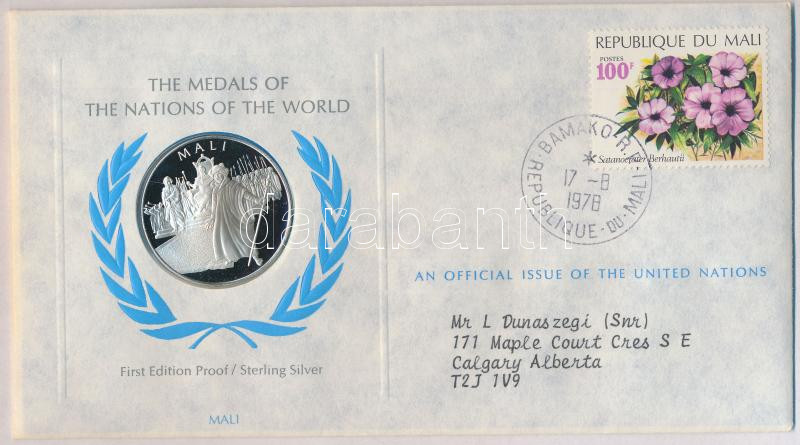 THE MEDALS OF
THE NATIONS OF THE WORLD
MALI
First Edition Proof / Sterling Silver
MALI
REPUBLIQUE DU MALI
POSTES
100F
Satanocrater Berhautii
BAMAKO-R.P.
17 -8
1978
REPUBLIQUE-DU-MALI
darabanth
AN OFFICIAL ISSUE OF THE UNITED NATIONS
Mr L Dunaszegi (Snr)
171 Maple Court Cres S E
Calgary Alberta
T2J 1V9